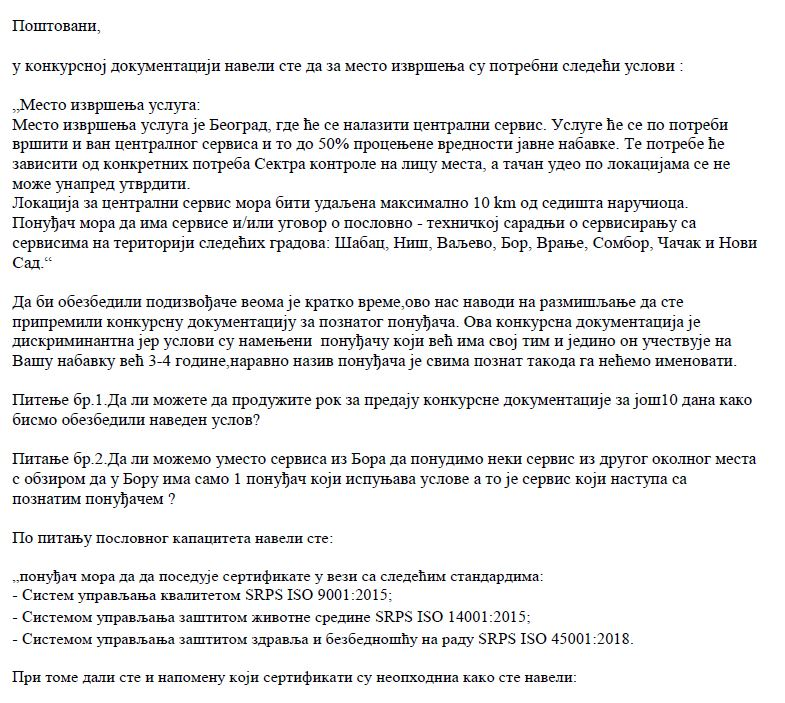 Поштовани,
у конкурсној документацији навели сте да за место извршења су потребни следећи услови :
„Место извршења услуга:
Место извршења услуга је Београд, где ће се налазити централни сервис. Услуге ће се по потреби
вршити и ван централног сервиса и то до 50% процењене вредности јавне набавке. Те потребе ће
зависити од конкретних потреба Сектра контроле на лицу места, а тачан удео по локацијама се не
може унапред утврдити.
Локација за централни сервис мора бити удаљена максимално 10 km од седишта наручиоца.
Понуђач мора да има сервисе и/или уговор о пословно - техничкој сарадњи о сервисирању са
сервисима на територији следећих градова: Шабац, Ниш, Ваљево, Бор, Врање, Сомбор, Чачак и Нови
Сад.“
Да би обезбедили подизвођаче веома је кратко време,ово нас наводи на размишљање да сте
припремили конкурсну документацију за познатог понуђача. Ова конкурсна документација је
дискриминантна јер услови су намењени  понуђачу који већ има свој тим и једино он учествује на
Вашу набавку већ 3-4 године,наравно назив понуђача је свима познат такода га нећемо именовати.
Питење бр.1.Да ли можете да продужите рок за предају конкурсне документације за још10 дана како
бисмо обезбедили наведен услов?
Питање бр.2.Да ли можемо уместо сервиса из Бора да понудимо неки сервис из другог околног места
с обзиром да у Бору има само 1 понуђач који испуњава услове а то је сервис који наступа са
познатим понуђачем ?
По питању пословног капацитета навели сте:
„понуђач мора да да поседује сертификате у вези са следећим стандардима:
- Систем управљања квалитетом SRPS ISO 9001:2015;
- Системом управљања заштитом животне средине SRPS ISO 14001:2015;
- Системом управљања заштитом здравља и безбедношћу на раду SRPS ISO 45001:2018.
При томе дали сте и напомену који сертификати су неопходниа како сте навели: